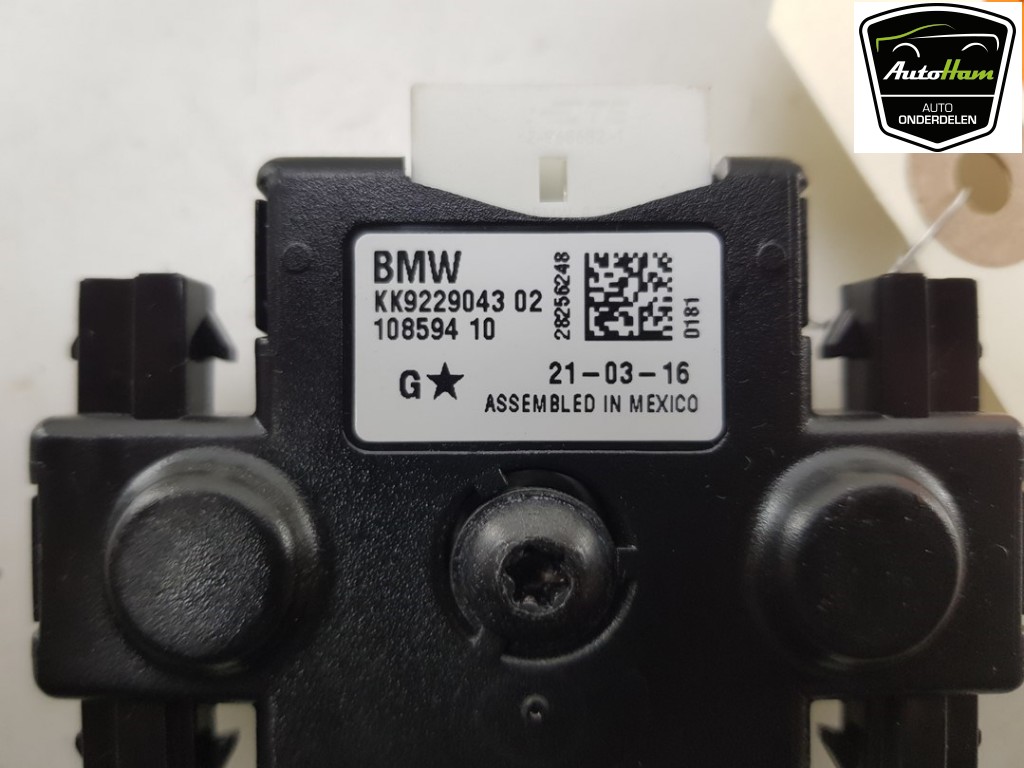 AutoHam
AUTO
ONDERDELEN
BMW
KK9229043 02
108594 10
28256248
0181
G★
21-03-16
ASSEMBLED IN MEXICO